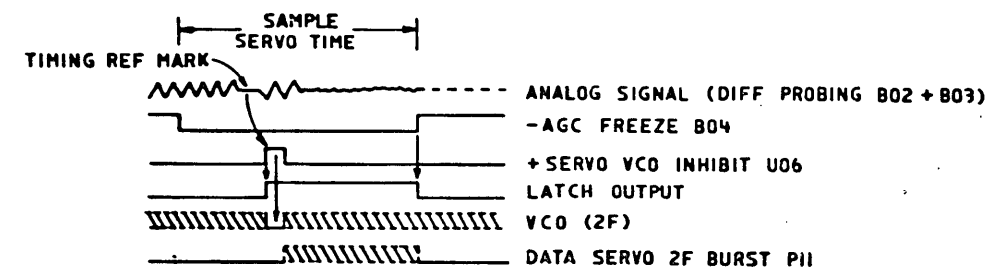 SAMPLE
SERVO TIME
TIMING REF MARK
ANALOG SIGNAL (DIFF PROBING B02 + B03)
-AGC FREEZE B04
+ SERVO VCO INHIBIT U06
LATCH OUTPUT
VCO (2F)
DATA SERVO 2F BURST P11